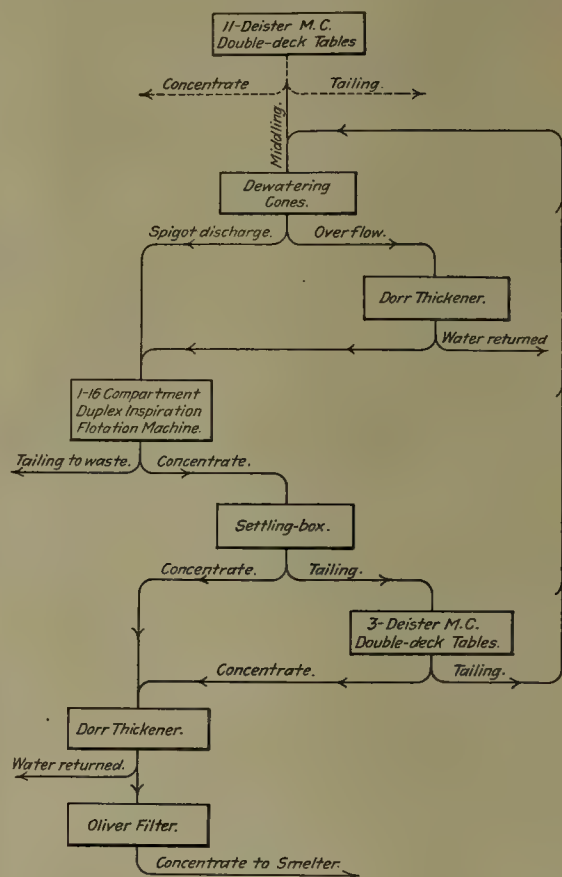 11-Deister M.C.
Double-deck Tables
Concentrate
Tailing.
Middling.
Dewatering
Cones.
Spigot discharge.
Overflow.
Dorr Thickener.
Water returned
1-16 Compartment
Duplex Inspiration
Flotation Machine.
Tailing to waste.
Concentrate.
Settling-box.
Concentrate.
Tailing.
3-Deister M.C.
Double-deck Tables.
Concentrate.
Tailing.
Dorr Thickener.
Water returned.
Oliver Filter.
Concentrate to Smelter.